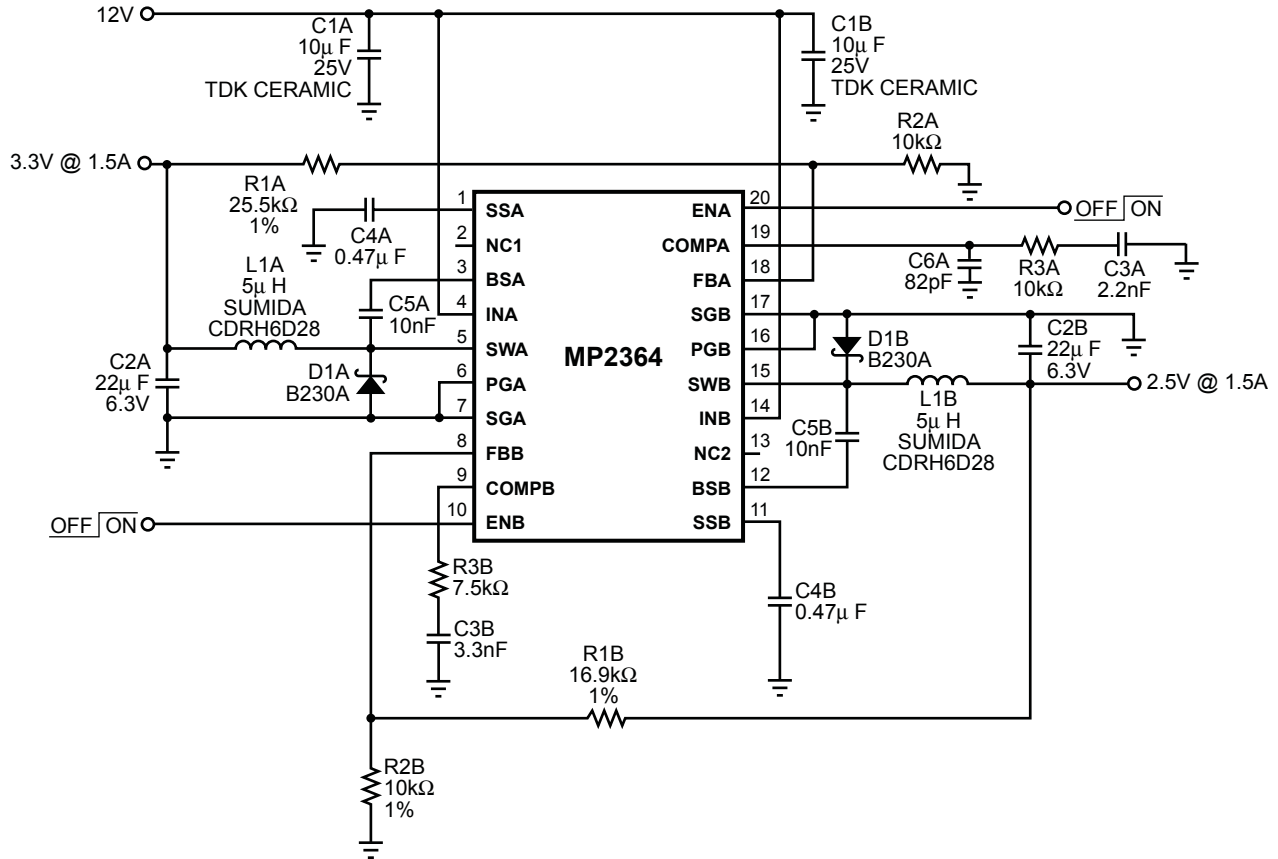 12V
C1A
10µ F
25V
TDK CERAMIC
C1B
10µ F
25V
TDK CERAMIC
3.3V @ 1.5A
R1A
25.5kΩ
1%
R2A
10kΩ
C4A
0.47µ F
L1A
5µ H
SUMIDA
CDRH6D28
C5A
10nF
C2A
22µ F
6.3V
D1A
B230A
MP2364
1 SSA
2 NC1
3 BSA
4 INA
5 SWA
6 PGA
7 SGA
8 FBB
9 COMPB
10 ENB
20 ENA
19 COMPA
18 FBA
17 SGB
16 PGB
15 SWB
14 INB
13 NC2
12 BSB
11 SSB
OFF ON
C6A
82pF
R3A
10kΩ
C3A
2.2nF
D1B
B230A
C2B
22µ F
6.3V
2.5V @ 1.5A
L1B
5µ H
SUMIDA
CDRH6D28
C5B
10nF
OFF ON
R3B
7.5kΩ
C3B
3.3nF
C4B
0.47µ F
R1B
16.9kΩ
1%
R2B
10kΩ
1%